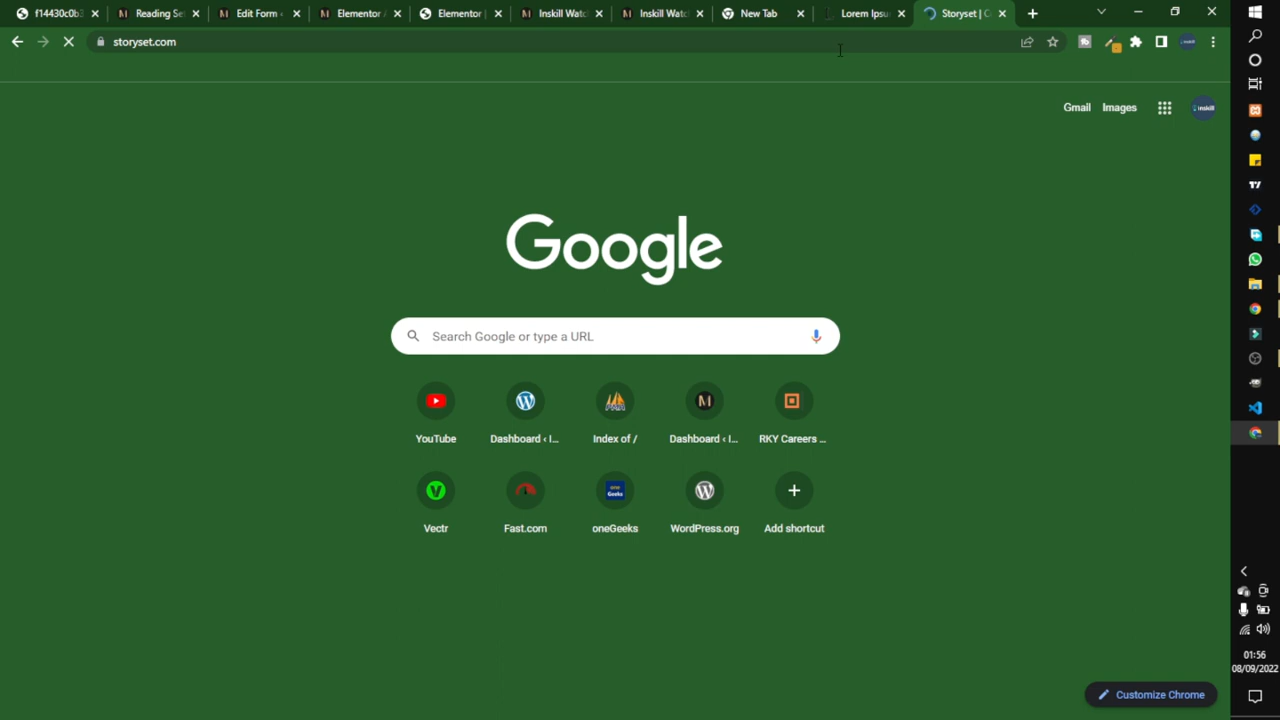 f14430c0b3
Reading Se
Edit Form ‹
Elementor
Elementor |
Inskill Watc
Inskill Watc
New Tab
Lorem Ipsu
Storyset | C
storyset.com
Gmail
Images
inskill
Google
Search Google or type a URL
YouTube
Dashboard ‹ I...
Index of /
Dashboard ‹ I...
RKY Careers ...
Vectr
Fast.com
oneGeeks
WordPress.org
Add shortcut
Customize Chrome
01:56
08/09/2022